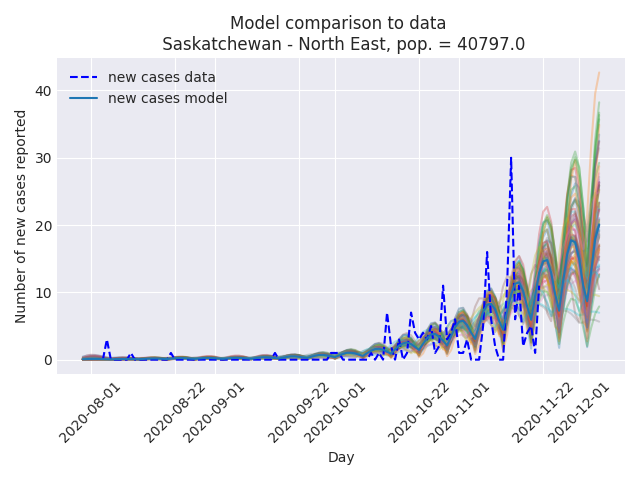 Model comparison to data
Saskatchewan - North East, pop. = 40797.0
new cases data
new cases model
Number of new cases reported
40
30
20
10
0
2020-08-01
2020-08-22
2020-09-01
2020-09-22
2020-10-01
2020-10-22
2020-11-01
2020-11-22
2020-12-01
Day